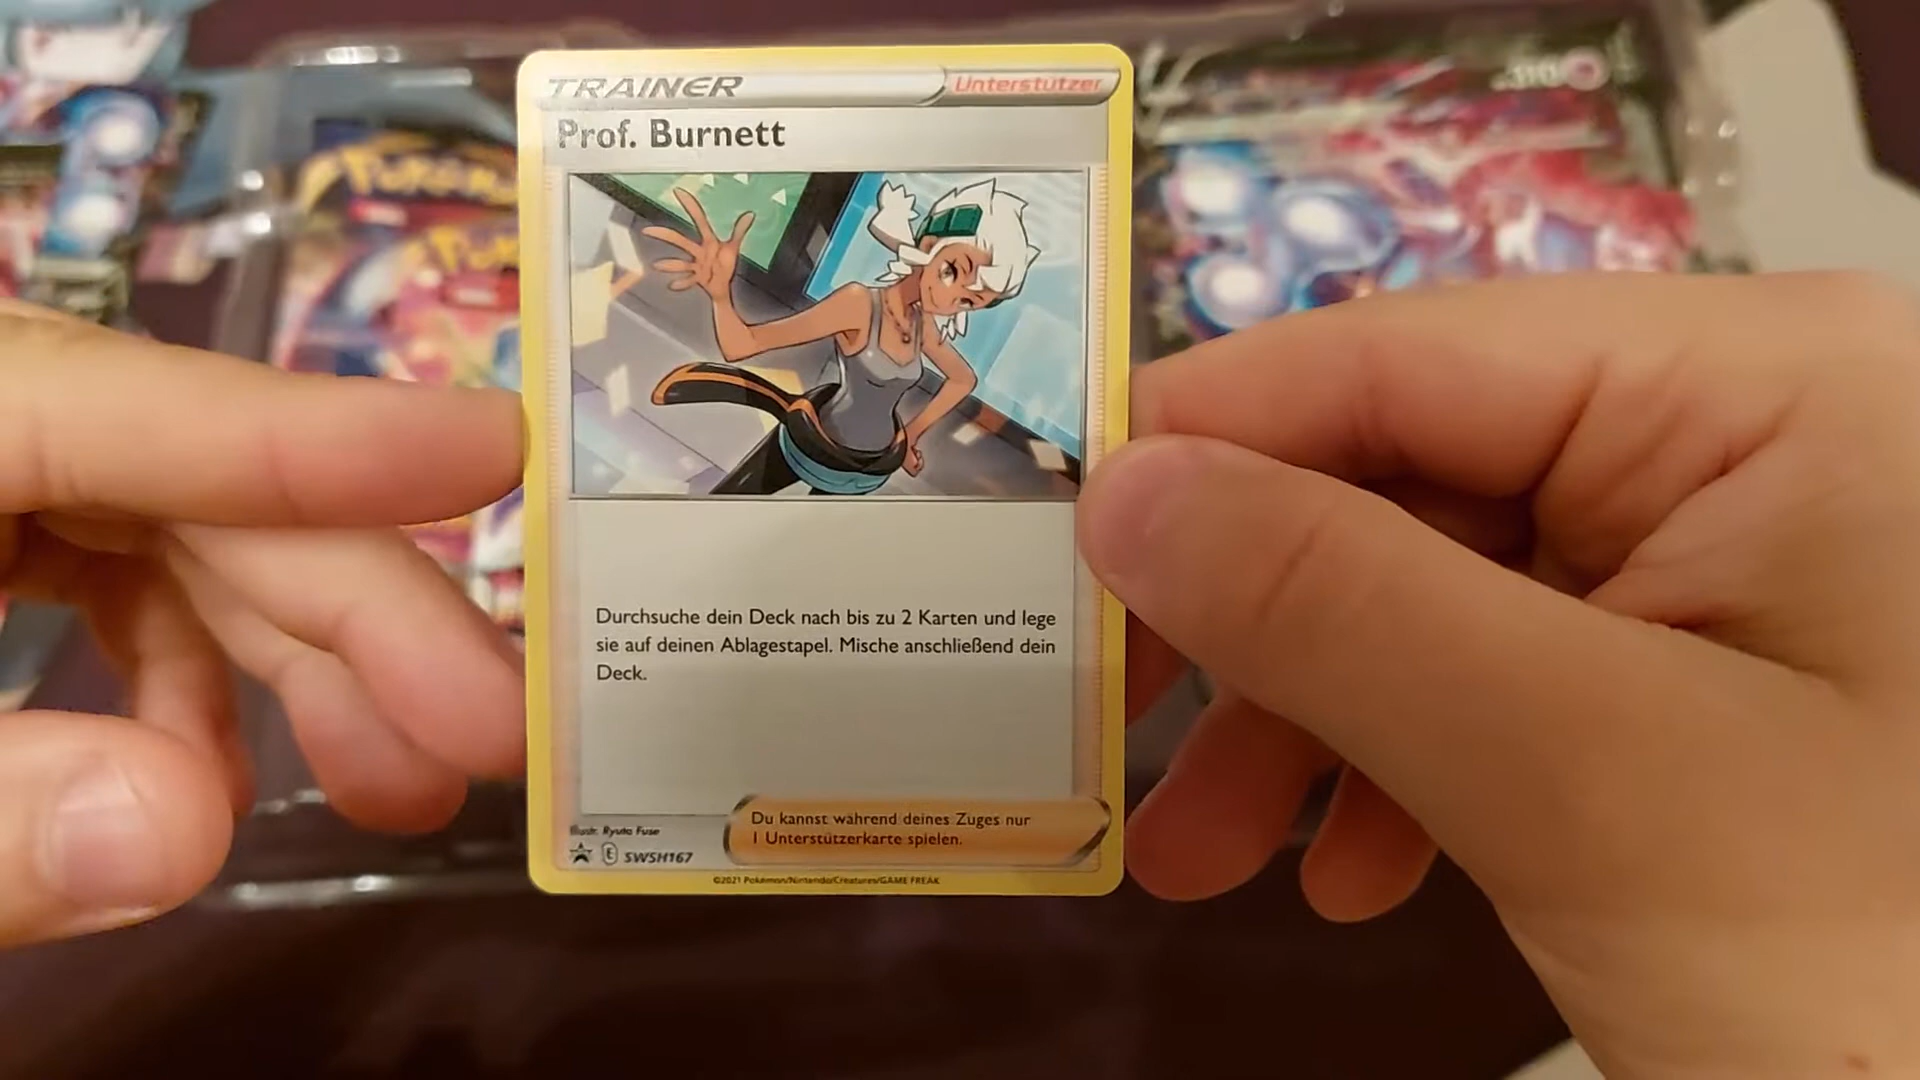 TRAINER
Unterstützer
Prof. Burnett
Durchsuche dein Deck nach bis zu 2 Karten und lege
sie auf deinen Ablagestapel. Mische anschließend dein
Deck.
Du kannst während deines Zuges nur
1 Unterstützerkarte spielen.
Illustr. Ryuta Fuse
E SWSH167
©2021 Pokémon/Nintendo/Creatures/GAME FREAK
310